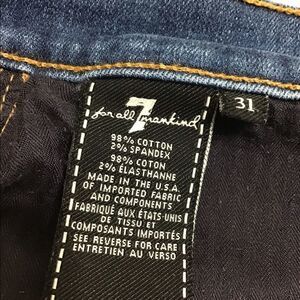 7
for all mankind
31
98% COTTON
2% SPANDEX
98% COTON
2% ÉLASTHANNE
MADE IN THE U.S.A.
OF IMPORTED FABRIC
AND COMPONENTS
FABRIQUÉ AUX ÉTATS-UNIS
DE TISSU ET
COMPOSANTS IMPORTÉS
SEE REVERSE FOR CARE
ENTRETIEN AU VERSO